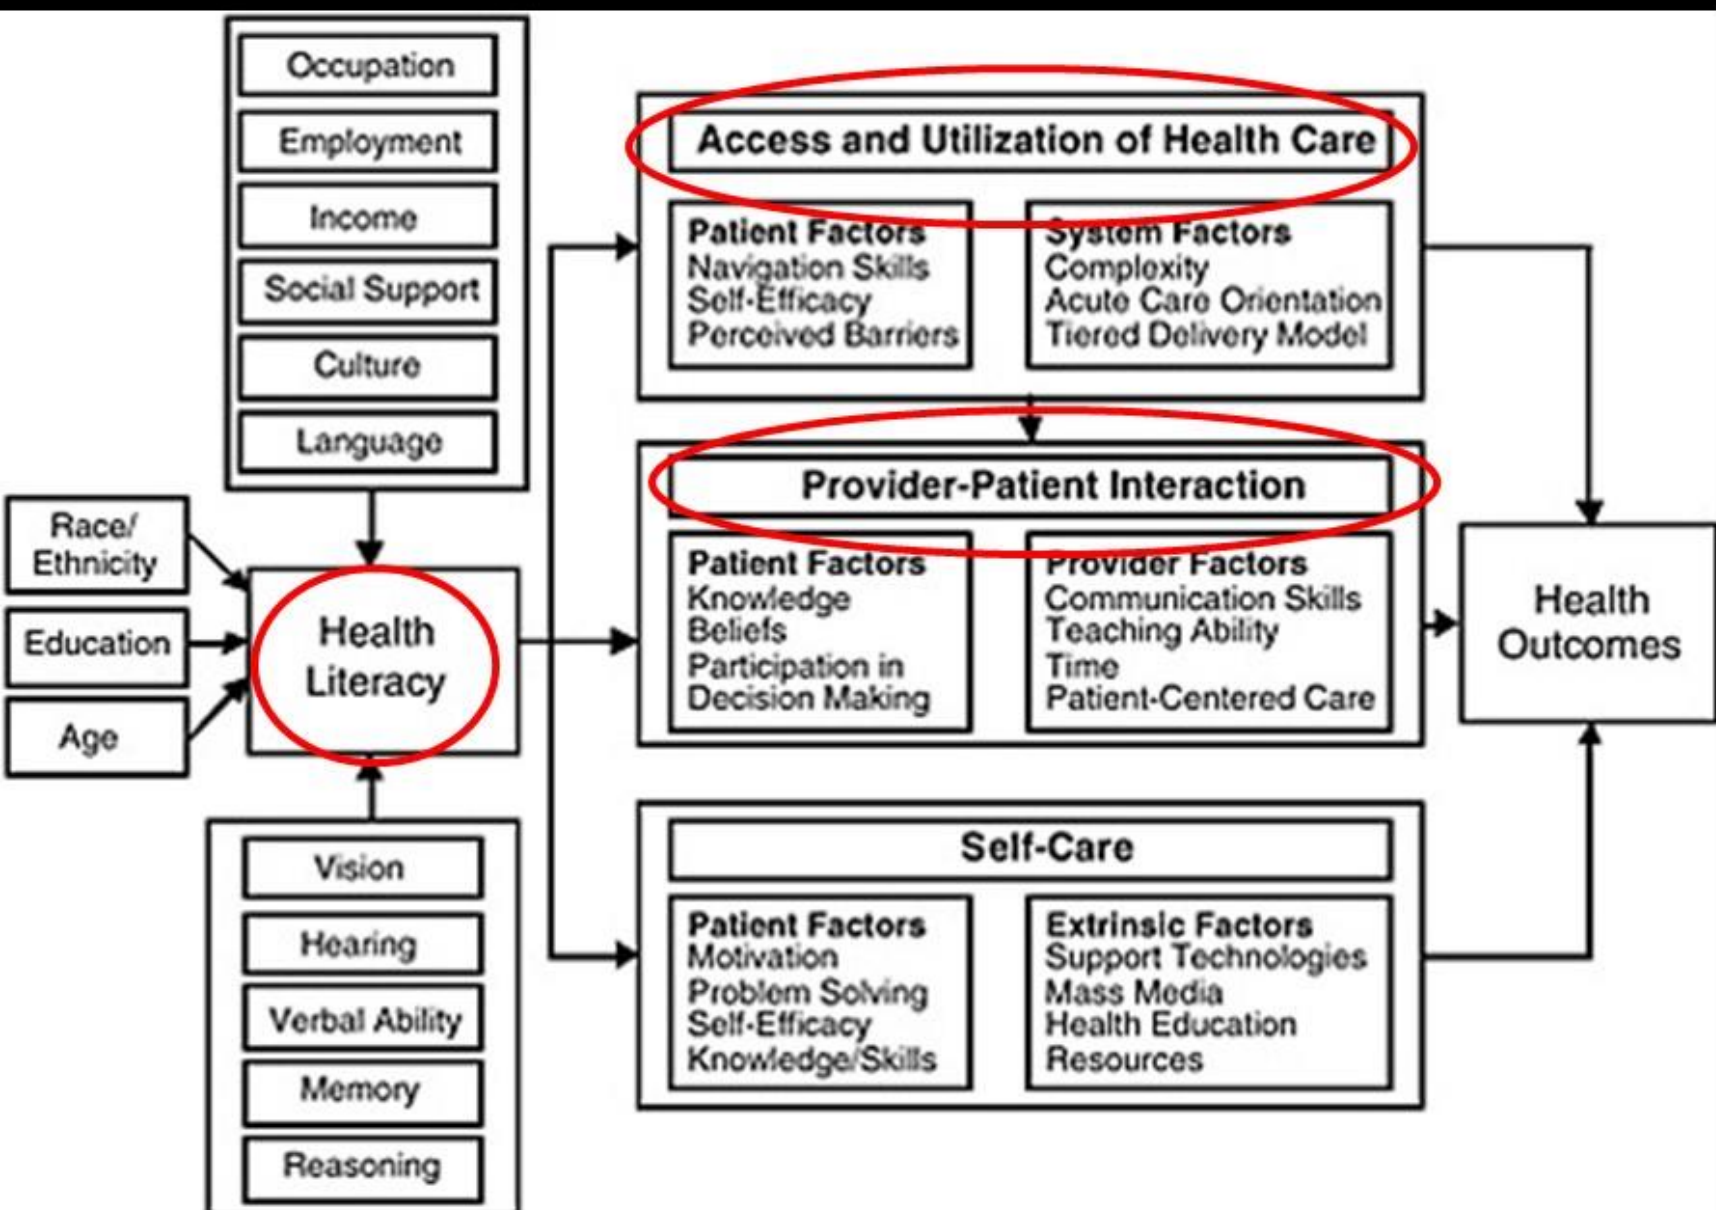 Occupation
Employment
Income
Social Support
Culture
Language
Race/
Ethnicity
Education
Age
Health
Literacy
Vision
Hearing
Verbal Ability
Memory
Reasoning
Access and Utilization of Health Care
Patient Factors
Navigation Skills
Self-Efficacy
Perceived Barriers
System Factors
Complexity
Acute Care Orientation
Tiered Delivery Model
Provider-Patient Interaction
Patient Factors
Knowledge
Beliefs
Participation in
Decision Making
Provider Factors
Communication Skills
Teaching Ability
Time
Patient-Centered Care
Self-Care
Patient Factors
Motivation
Problem Solving
Self-Efficacy
Knowledge/Skills
Extrinsic Factors
Support Technologies
Mass Media
Health Education
Resources
Health
Outcomes